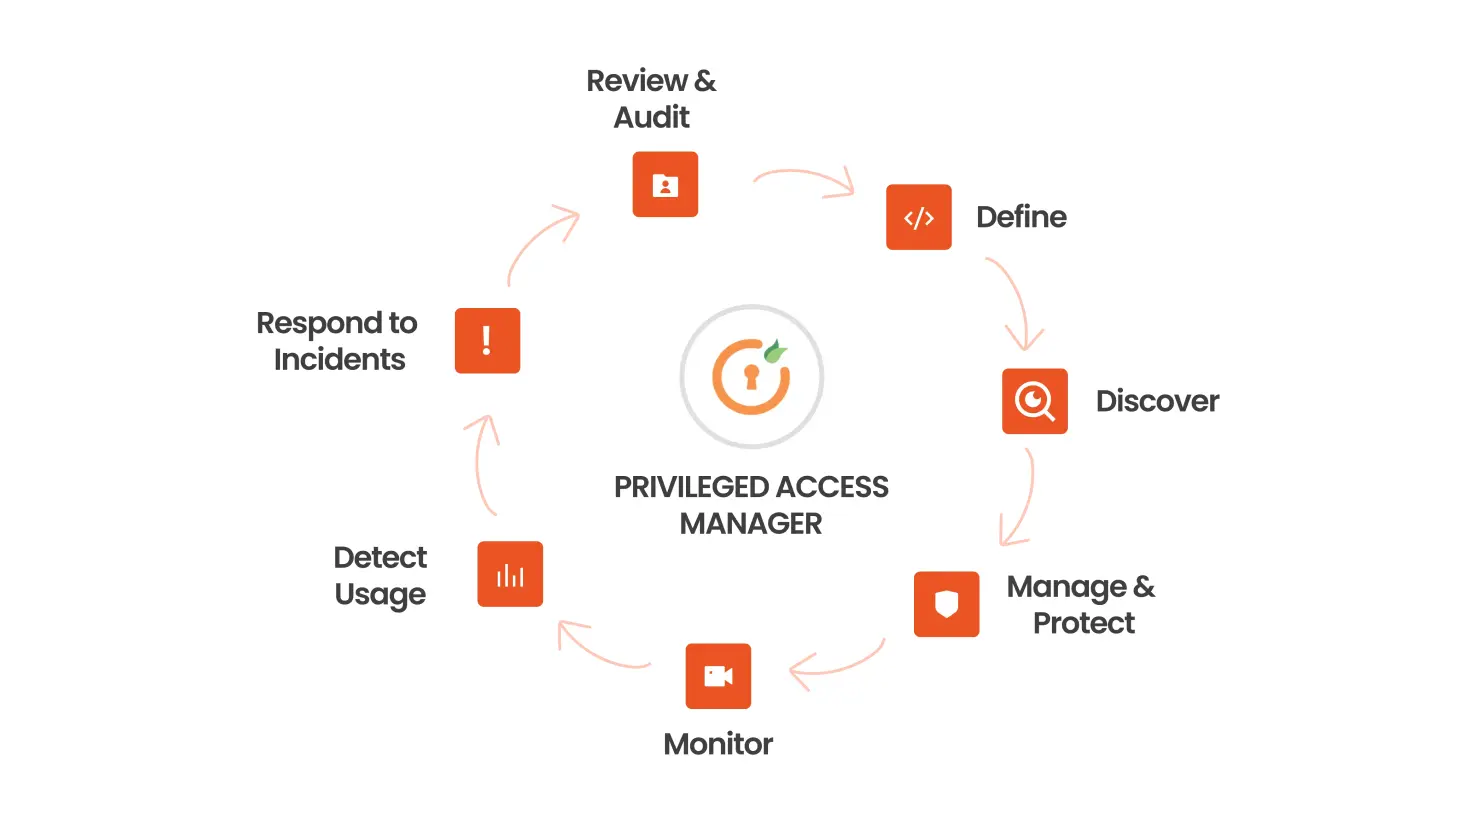 Review &
Audit
Define
Respond to
Incidents
Discover
PRIVILEGED ACCESS
MANAGER
Detect
Usage
Manage &
Protect
Monitor